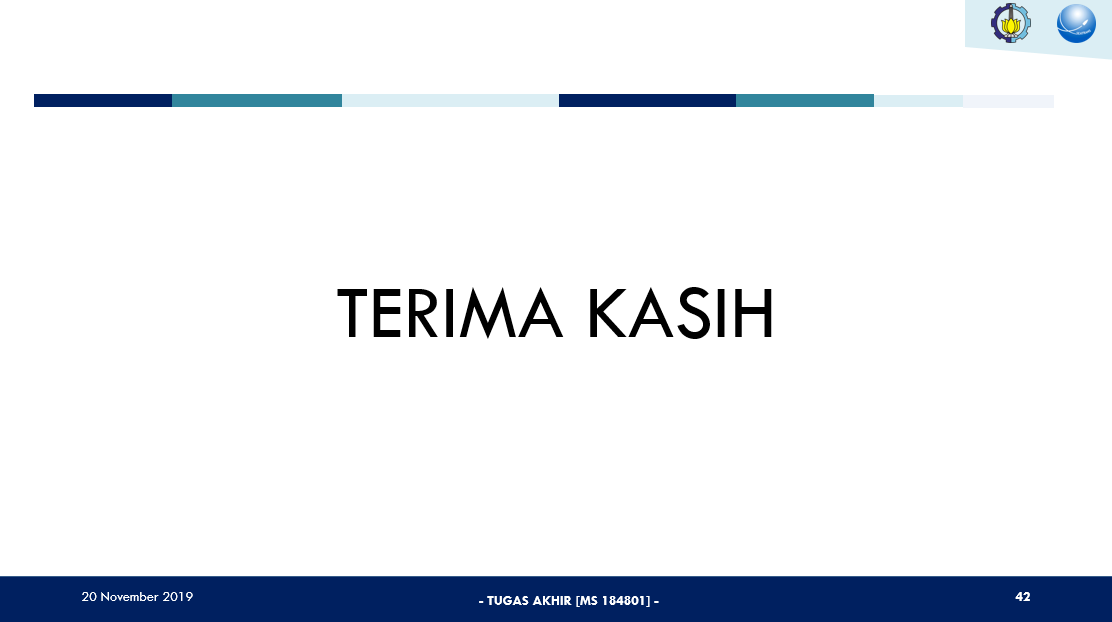 TERIMA KASIH
20 November 2019
- TUGAS AKHIR [MS 184801] -
42